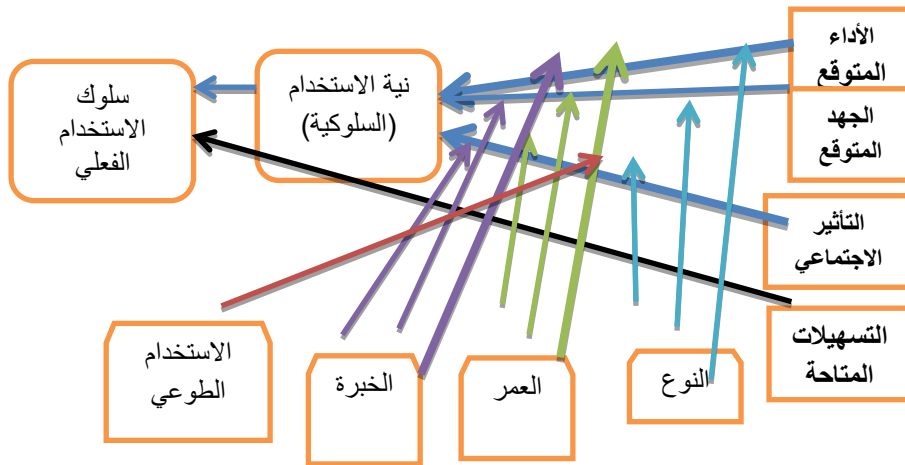 الأداء
المتوقع
الجهد
المتوقع
التأثير
الاجتماعي
التسهيلات
المتاحة
نية الاستخدام
(السلوكية)
سلوك
الاستخدام
الفعلي
النوع
العمر
الخبرة
الاستخدام
الطوعي